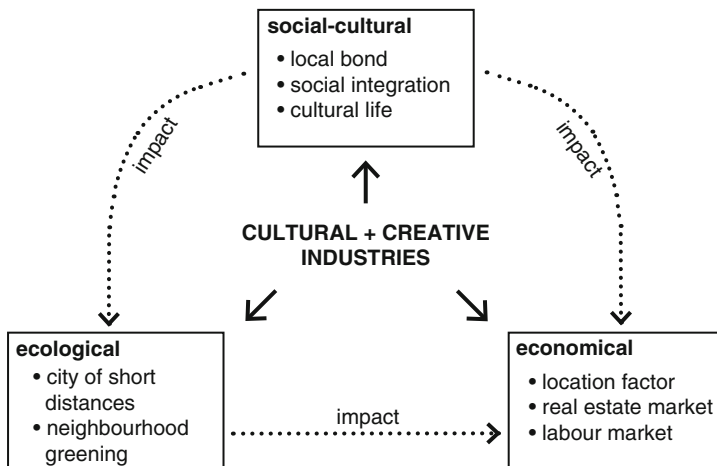 social-cultural
• local bond
• social integration
• cultural life
impact
impact
CULTURAL + CREATIVE
INDUSTRIES
ecological
• city of short
distances
• neighbourhood
greening
impact
economical
• location factor
• real estate market
• labour market